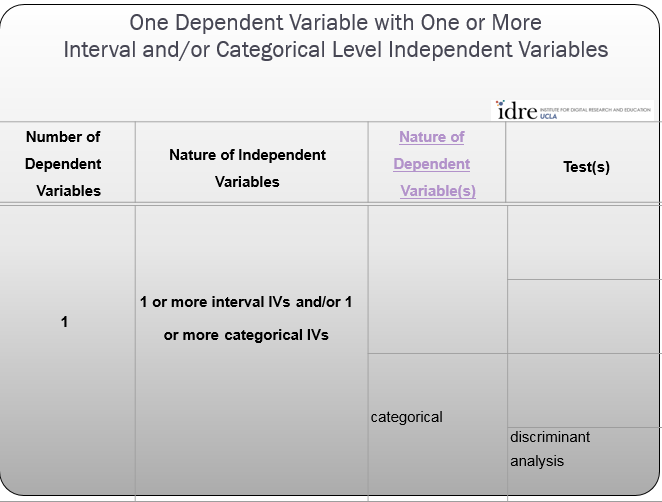 One Dependent Variable with One or More
Interval and/or Categorical Level Independent Variables
idre INSTITUTE FOR DIGITAL RESEARCH AND EDUCATION
UCLA
Number of
Dependent
Variables
Nature of Independent
Variables
Nature of
Dependent
Variable(s)
Test(s)
1
1 or more interval IVs and/or 1
or more categorical IVs
categorical
discriminant
analysis